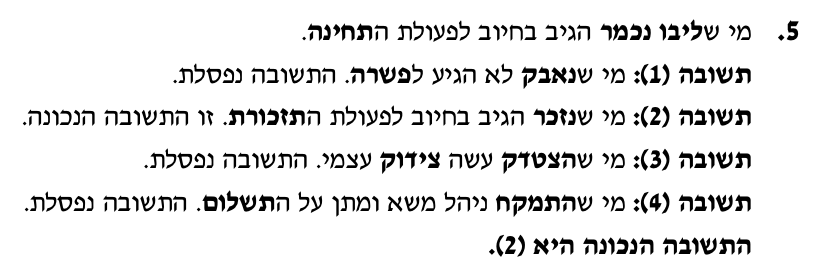 5. מי שליבו נכמר הגיב בחיוב לפעולת התחינה.
תשובה (1): מי שנאבק לא הגיע לפשרה. התשובה נפסלת.
תשובה (2): מי שנזכר הגיב בחיוב לפעולת התזכורת. זו התשובה הנכונה.
תשובה (3): מי שהצטדק עשה צידוק עצמי. התשובה נפסלת.
תשובה (4): מי שהתמקח ניהל משא ומתן על התשלום. התשובה נפסלת.
התשובה הנכונה היא (2).